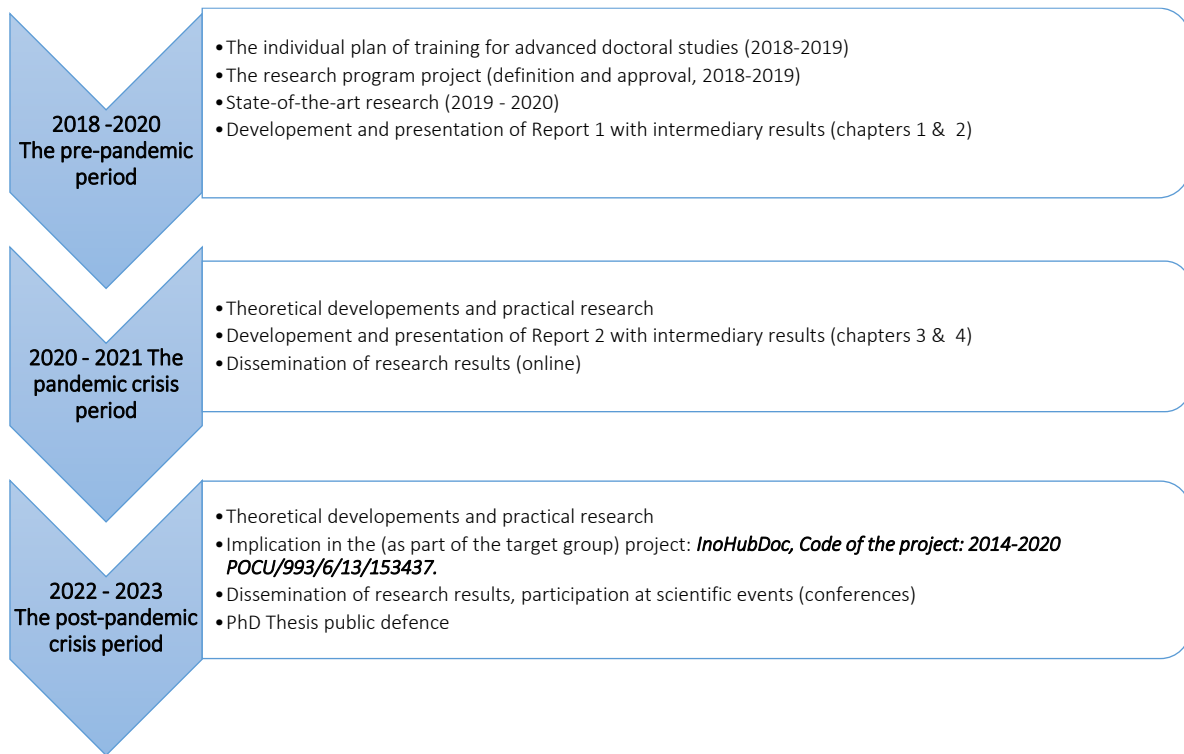 2018 -2020
The pre-pandemic
period
•The individual plan of training for advanced doctoral studies (2018-2019)
•The research program project (definition and approval, 2018-2019)
•State-of-the-art research (2019 - 2020)
•Developement and presentation of Report 1 with intermediary results (chapters 1 & 2)
2020 - 2021 The
pandemic crisis
period
•Theoretical developements and practical research
•Developement and presentation of Report 2 with intermediary results (chapters 3 & 4)
•Dissemination of research results (online)
2022 - 2023
The post-pandemic
crisis period
•Theoretical developements and practical research
•Implication in the (as part of the target group) project: InoHubDoc, Code of the project: 2014-2020
POCU/993/6/13/153437.
•Dissemination of research results, participation at scientific events (conferences)
•PhD Thesis public defence